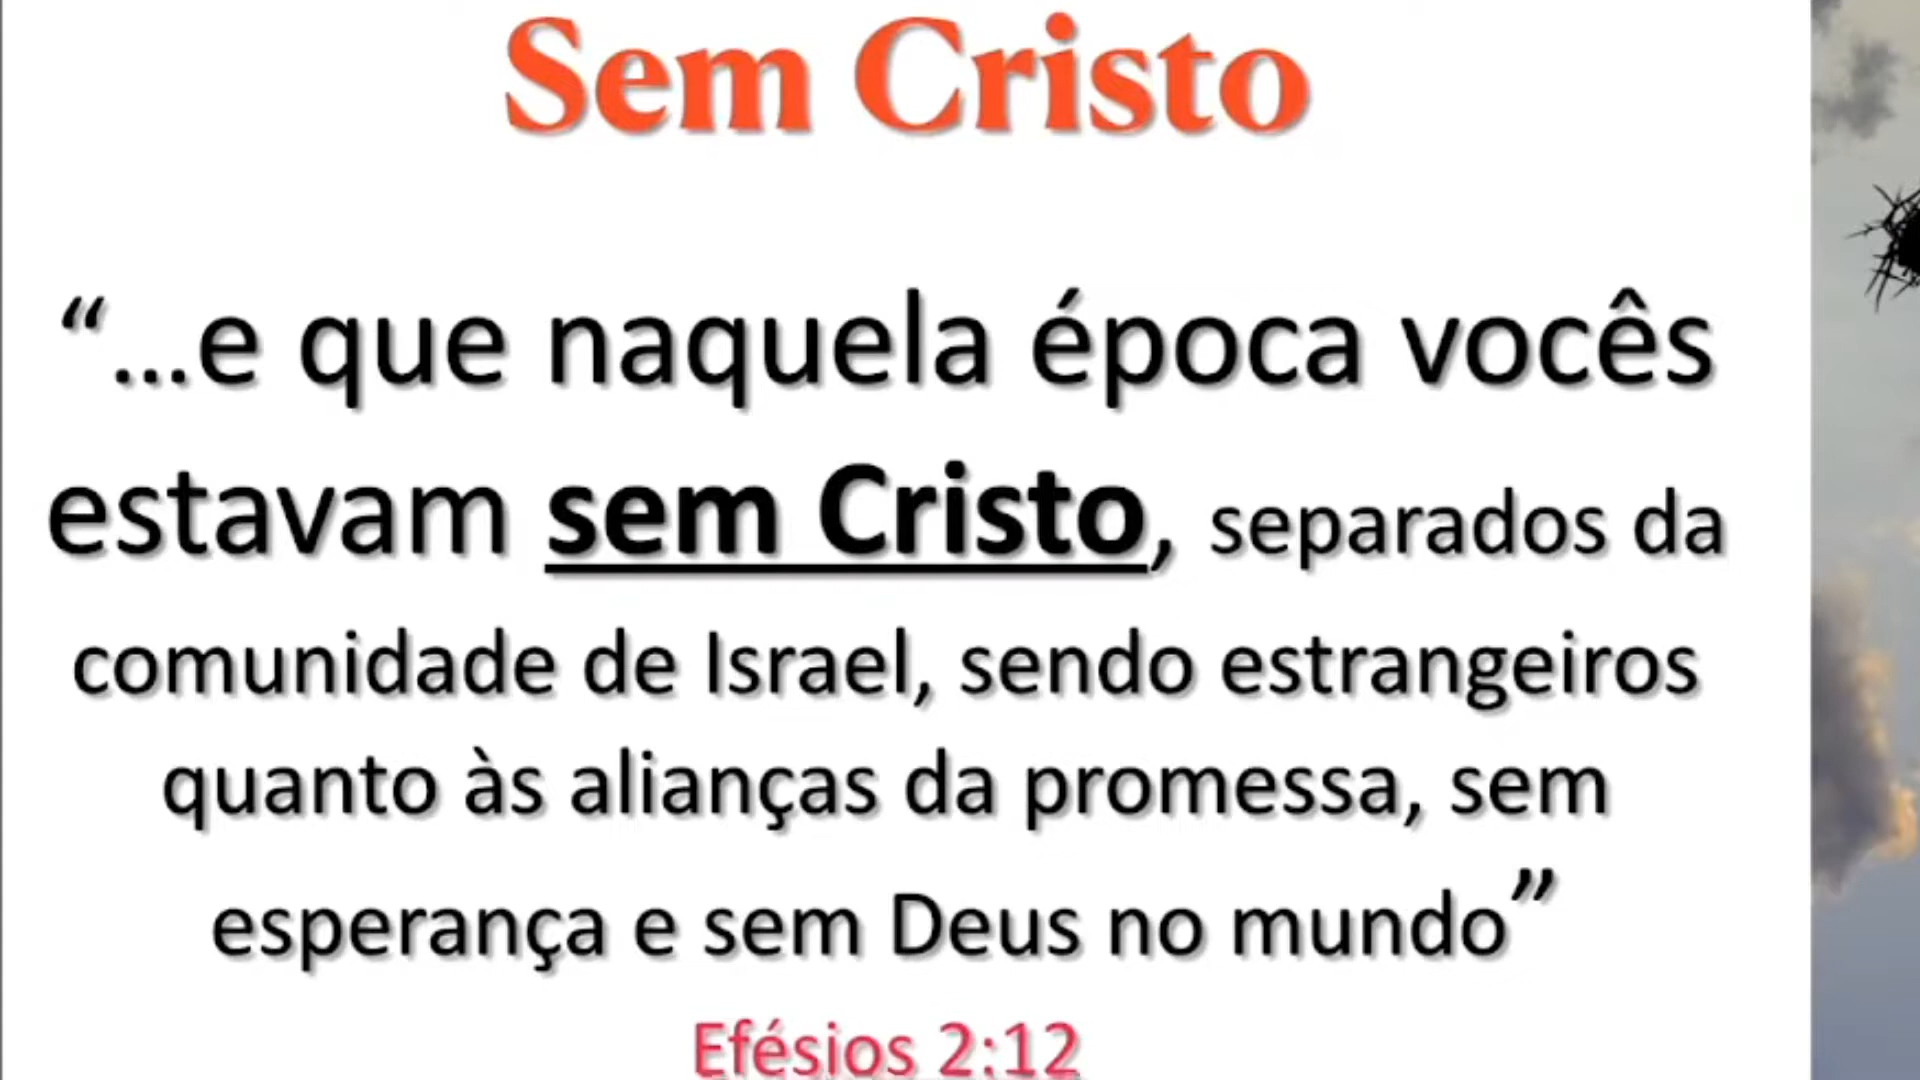 Sem Cristo
“...e que naquela época vocês
estavam sem Cristo, separados da
comunidade de Israel, sendo estrangeiros
quanto às alianças da promessa, sem
esperança e sem Deus no mundo”
Efésios 2:12